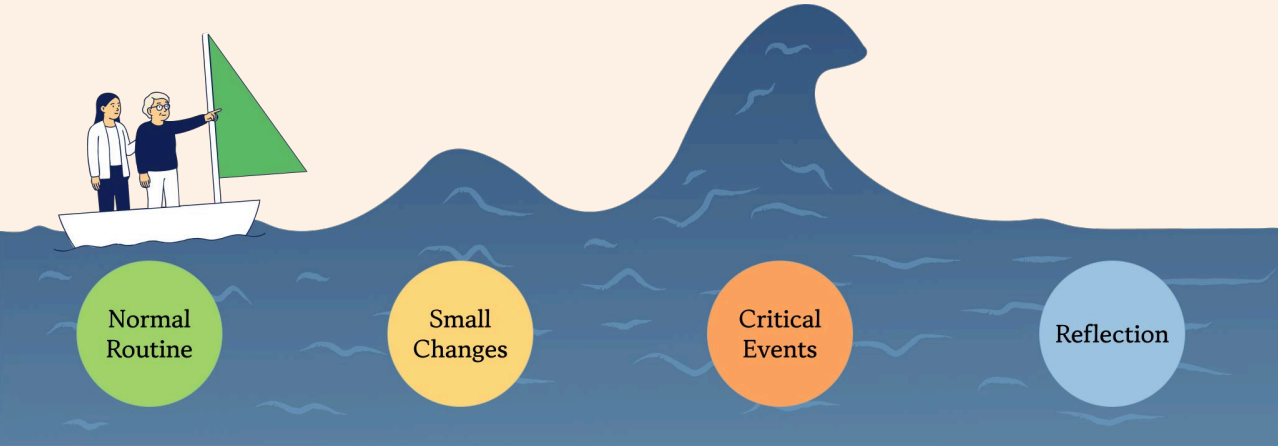 Normal
Routine
Small
Changes
Critical
Events
Reflection